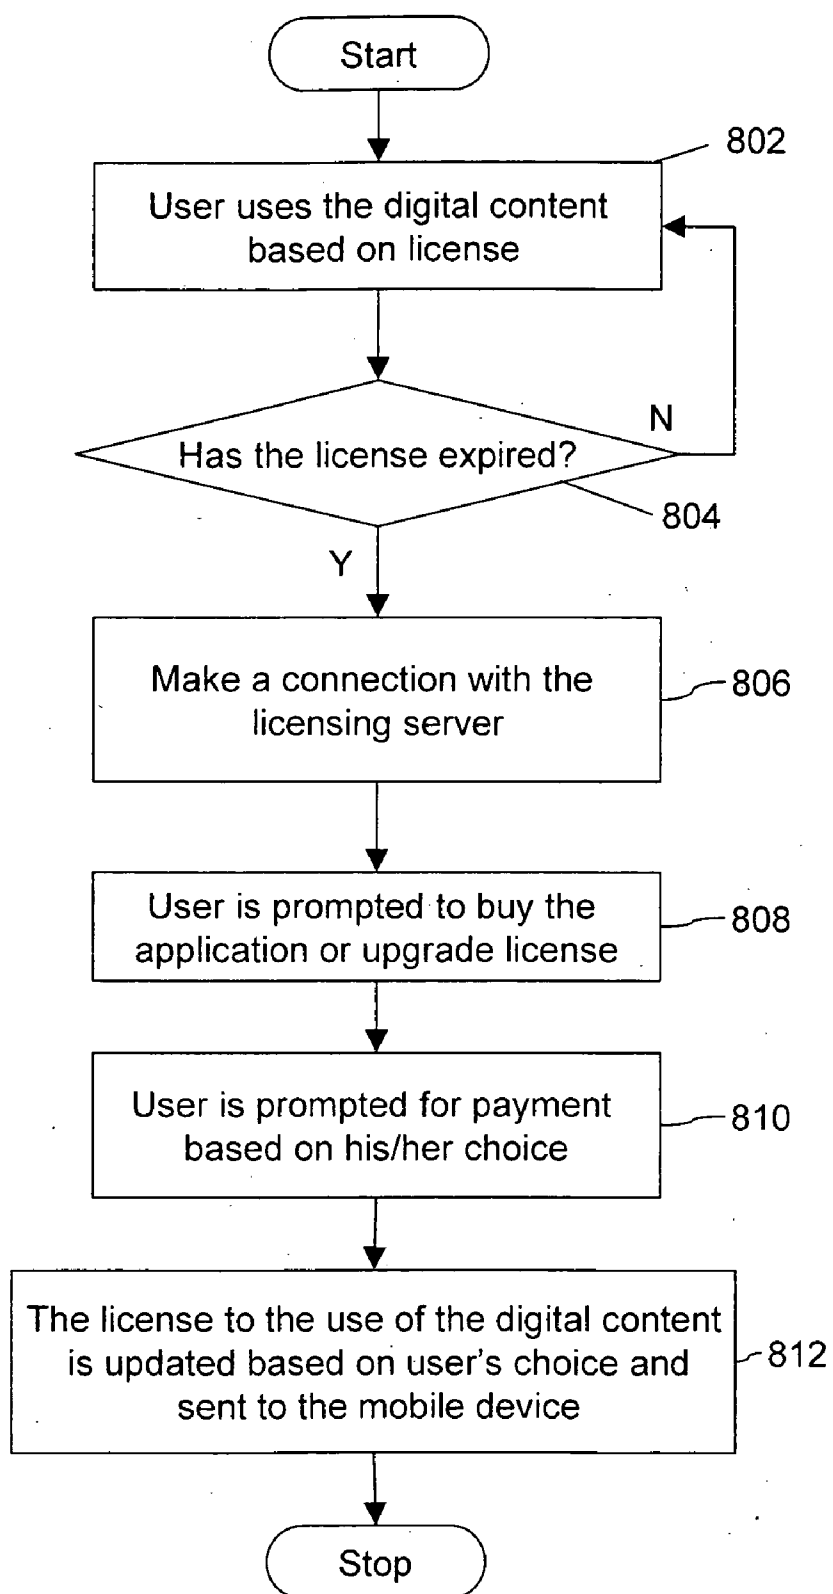 Start
802
User uses the digital content
based on license
N
Has the license expired?
804
Y
Make a connection with the
licensing server
806
User is prompted to buy the
application or upgrade license
808
User is prompted for payment
based on his/her choice
810
The license to the use of the digital content
is updated based on user's choice and
sent to the mobile device
812
Stop